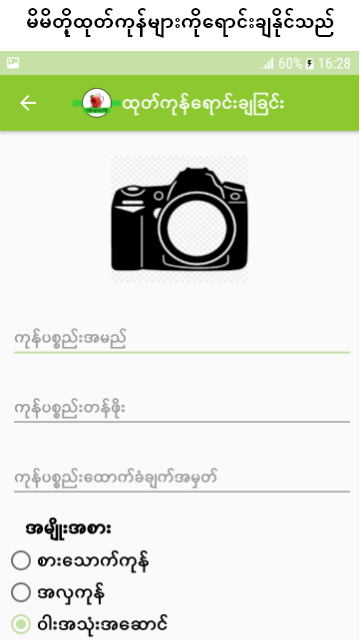 မိမိတို့ထုတ်ကုန်များကိုရောင်းချနိုင်သည်
60% 16:28
ထုတ်ကုန်ရောင်းချခြင်း
ကုန်ပစ္စည်းအမည်
ကုန်ပစ္စည်းတန်ဖိုး
ကုန်ပစ္စည်းထောက်ခံချက်အမှတ်
အမျိုးအစား
စားသောက်ကုန်
အလှကုန်
ဝါးအသုံးအဆောင်